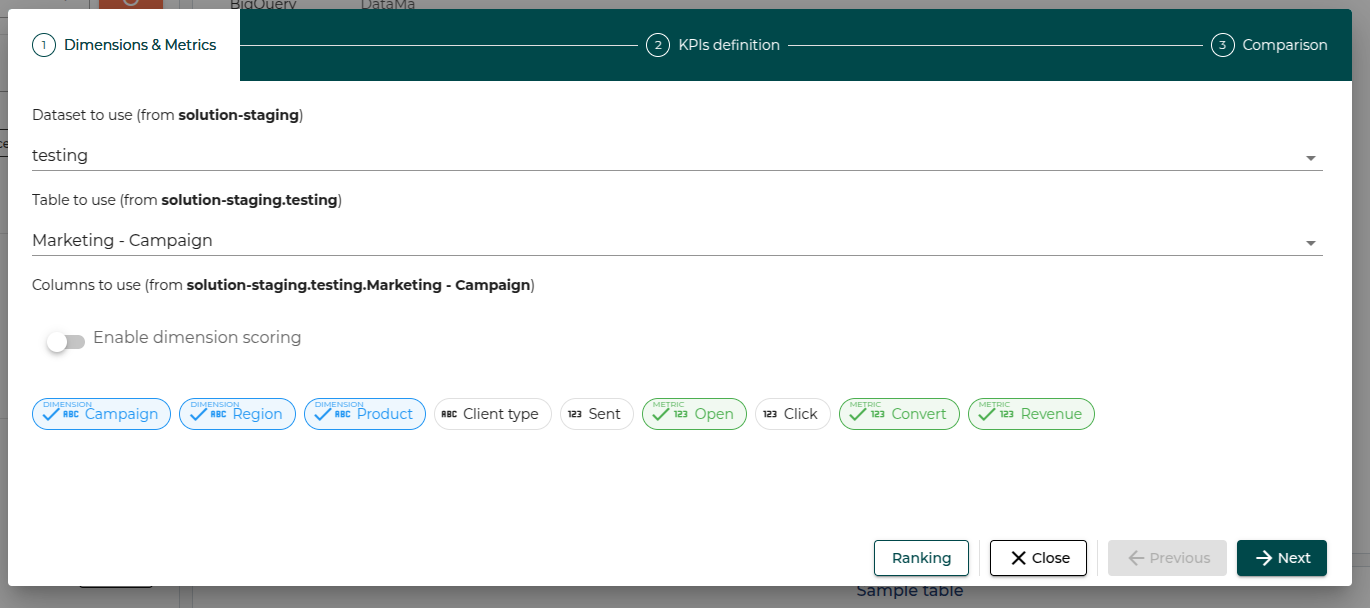 BigQuery DataMa
1 Dimensions & Metrics 2 KPIs definition 3 Comparison
Dataset to use (from solution-staging)
testing
Table to use (from solution-staging.testing)
Marketing - Campaign
Columns to use (from solution-staging.testing.Marketing - Campaign)
Enable dimension scoring
DIMENSION DIMENSION DIMENSION METRIC METRIC METRIC
ABC Campaign ABC Region ABC Product ABC Client type 123 Sent 123 Open 123 Click 123 Convert 123 Revenue
Ranking Close Previous Next
Sample table